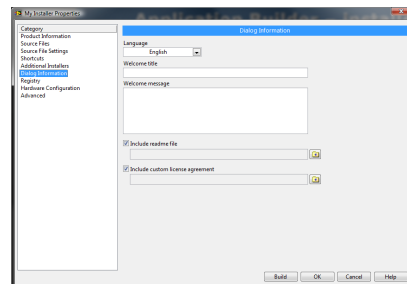 My Installer Properties
Category
Product Information
Source Files
Source File Settings
Shortcuts
Additional Installers
Dialog Information
Registry
Hardware Configuration
Advanced
Dialog Information
Language
English
Welcome title
Welcome message
Include readme file
Include custom license agreement
Build
OK
Cancel
Help